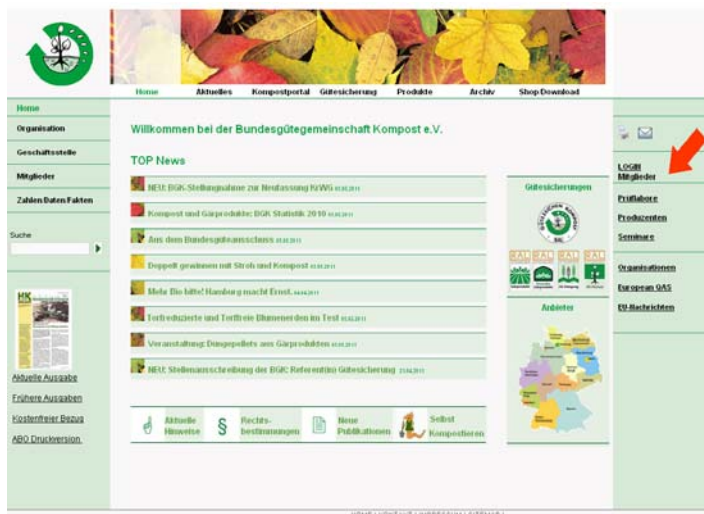 Home
Aktuelles
Kompostportal
Gütesicherung
Produkte
Archiv
Shop/Download
Home
Organisation
Geschäftsstelle
Mitglieder
Zahlen/Daten/Fakten
Suche
HK
Aktuelle Ausgabe
Frühere Ausgaben
Kostenfreier Bezug
ABO Druckversion
Willkommen bei der Bundesgütegemeinschaft Kompost e.V.
TOP News
NEU: BGK-Stellungnahme zur Neufassung KrWG
Kompost und Gärprodukte: BGK Statistik 2010
Aus dem Bundesgüteausschuss
Doppelt gewinnen mit Stroh und Kompost
Mehr Bio bitte! Hamburg macht Ernst.
Torfreduzierte und Torffreie Blumenerden im Test
Veranstaltung: Düngepellets aus Gärprodukten
NEU: Stellenausschreibung der BGK: Referent(in) Gütesicherung
Aktuelle
Hinweise
§
Rechts-
bestimmungen
Neue
Publikationen
Selbst
Kompostieren
Gütesicherungen
RAL
RAL
RAL
RAL
Anbieter
LOGIN
Mitglieder
Prüflabore
Produzenten
Seminare
Organisationen
European QAS
EU-Nachrichten